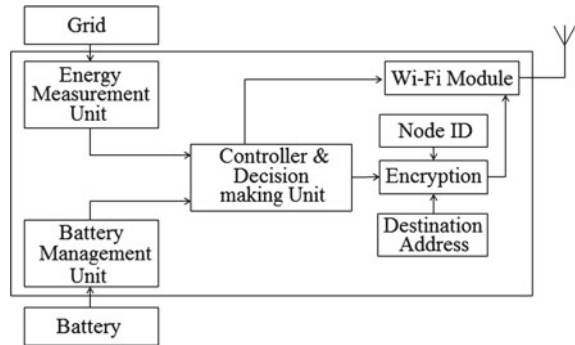 Grid
Energy
Measurement
Unit
Wi-Fi Module
Node ID
Controller &
Decision
making Unit
Encryption
Battery
Management
Unit
Destination
Address
Battery